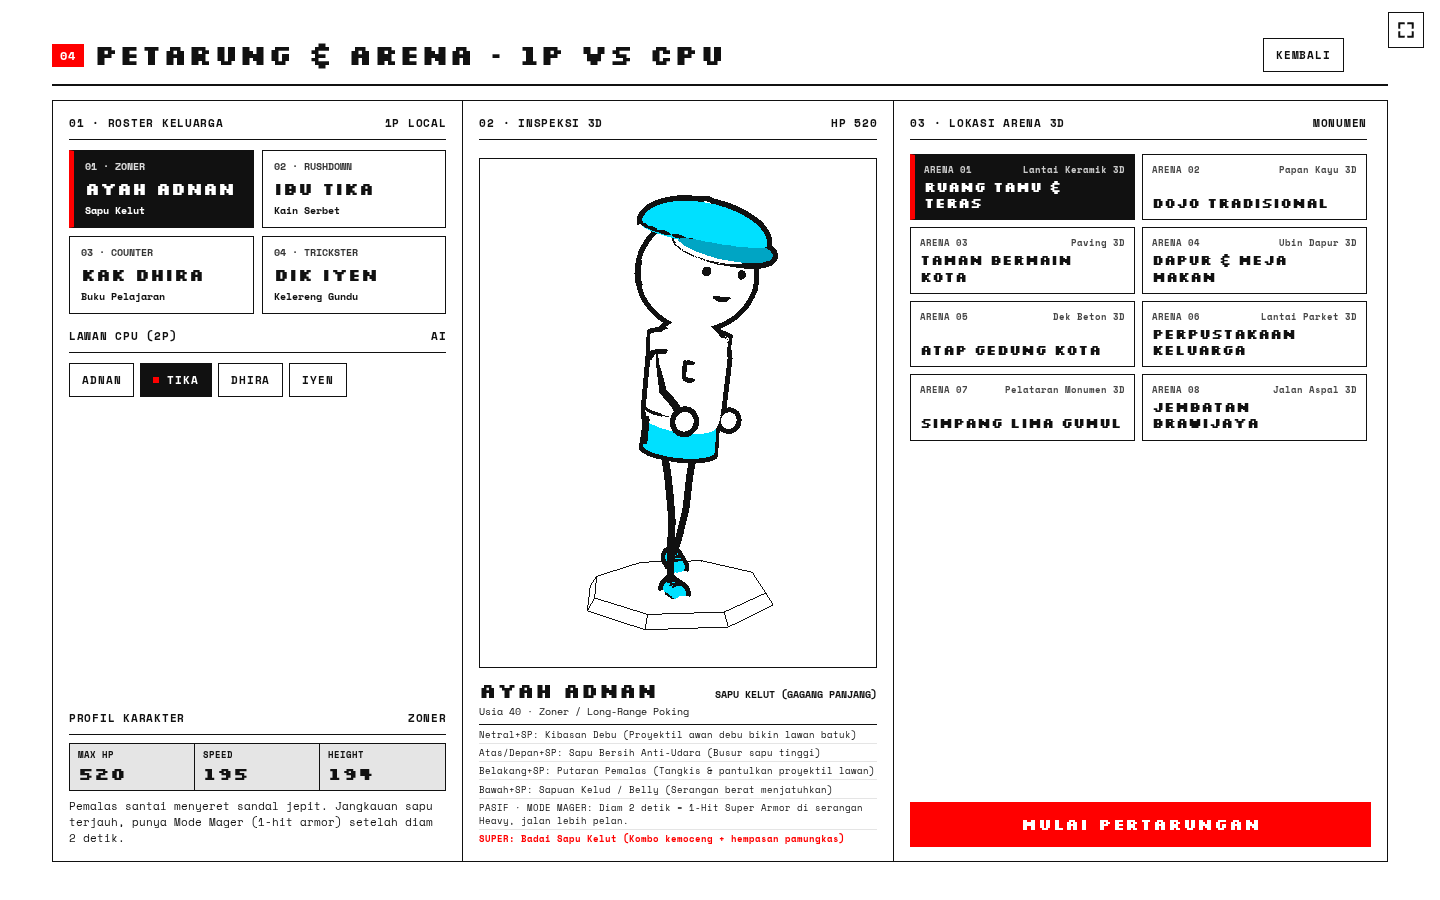 04 PETARUNG & ARENA - 1P VS CPU
KEMBALI
01 · ROSTER KELUARGA 1P LOCAL
01 · ZONER
AYAH ADNAN
Sapu Kelut
02 · RUSHDOWN
IBU TIKA
Kain Serbet
03 · COUNTER
KAK DHIRA
Buku Pelajaran
04 · TRICKSTER
DIK IYEN
Kelereng Gundu
LAWAN CPU (2P) AI
ADNAN TIKA DHIRA IYEN
PROFIL KARAKTER ZONER
MAX HP SPEED HEIGHT
520 195 194
Pemalas santai menyeret sandal jepit. Jangkauan sapu
terjauh, punya Mode Mager (1-hit armor) setelah diam
2 detik.
02 · INSPEKSI 3D HP 520
AYAH ADNAN SAPU KELUT (GAGANG PANJANG)
Usia 40 · Zoner / Long-Range Poking
Netral+SP: Kibasan Debu (Proyektil awan debu bikin lawan batuk)
Atas/Depan+SP: Sapu Bersih Anti-Udara (Busur sapu tinggi)
Belakang+SP: Putaran Pemalas (Tangkis & pantulkan proyektil lawan)
Bawah+SP: Sapuan Kelud / Belly (Serangan berat menjatuhkan)
PASIF · MODE MAGER: Diam 2 detik = 1-Hit Super Armor di serangan
Heavy, jalan lebih pelan.
SUPER: Badai Sapu Kelut (Kombo kemoceng + hempasan pamungkas)
03 · LOKASI ARENA 3D MONUMEN
ARENA 01 Lantai Keramik 3D
RUANG TAMU &
TERAS
ARENA 02 Papan Kayu 3D
DOJO TRADISIONAL
ARENA 03 Paving 3D
TAMAN BERMAIN
KOTA
ARENA 04 Ubin Dapur 3D
DAPUR & MEJA
MAKAN
ARENA 05 Dek Beton 3D
ATAP GEDUNG KOTA
ARENA 06 Lantai Parket 3D
PERPUSTAKAAN
KELUARGA
ARENA 07 Pelataran Monumen 3D
SIMPANG LIMA GUMUL
ARENA 08 Jalan Aspal 3D
JEMBATAN
BRAWIJAYA
MULAI PERTARUNGAN